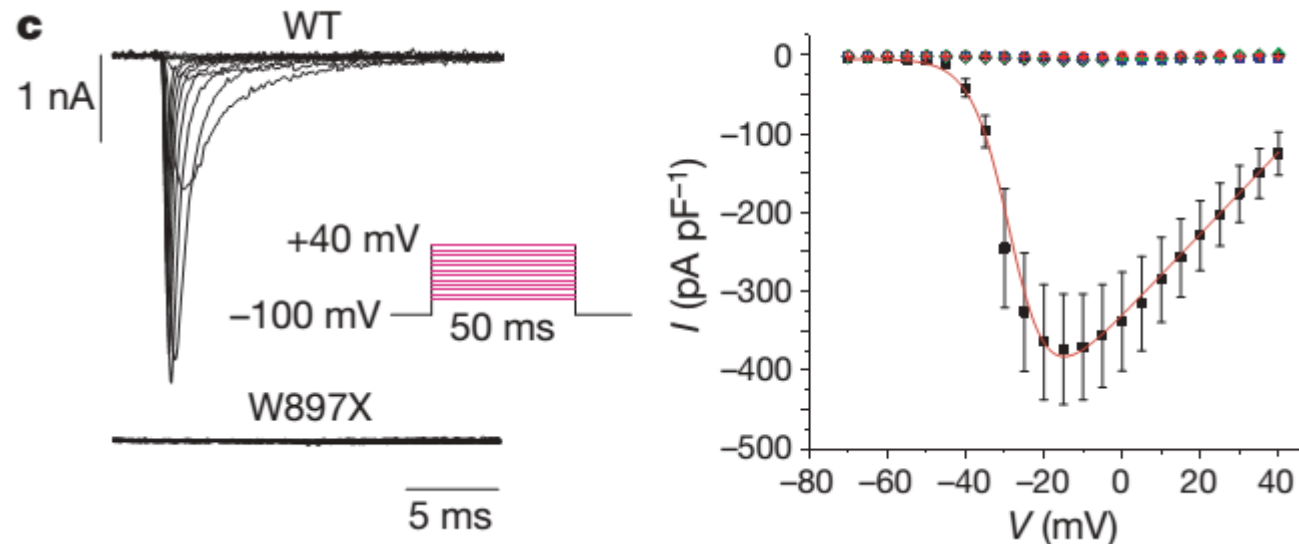 c
WT
1 nA
+40 mV
–100 mV
50 ms
W897X
5 ms
0
–100
–200
–300
–400
–500
I (pA pF⁻¹)
–80 –60 –40 –20 0 20 40
V (mV)